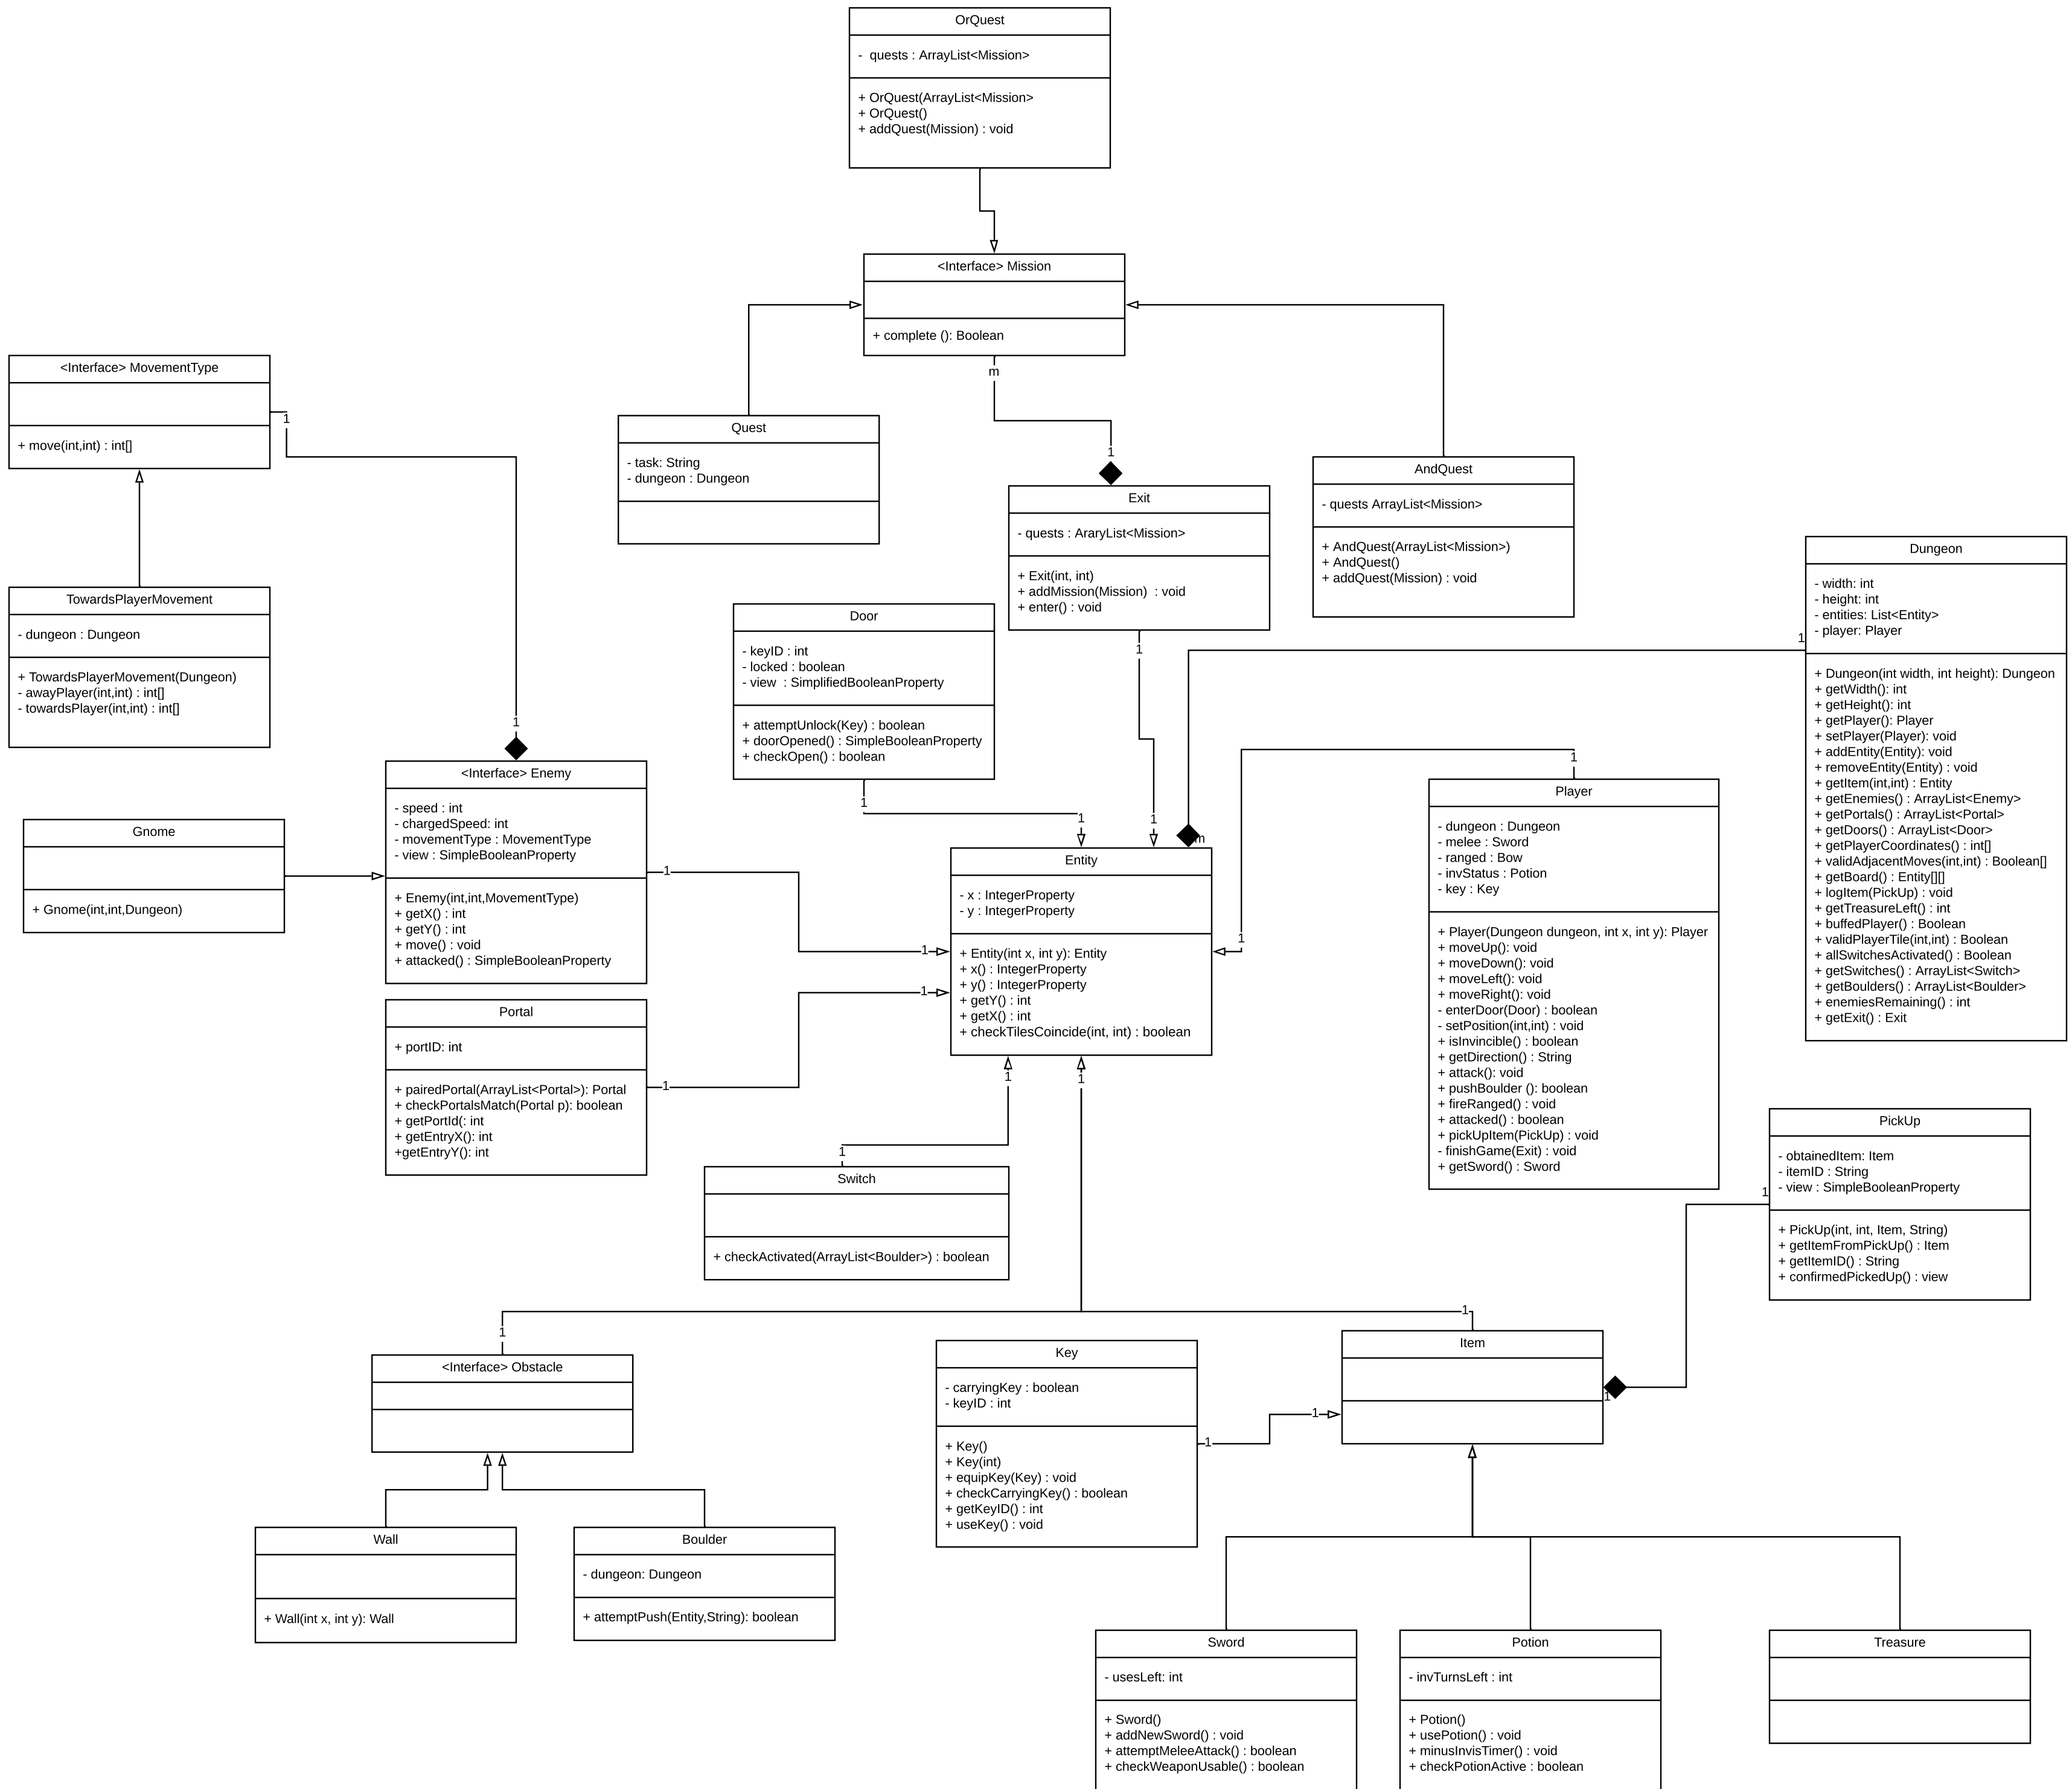 OrQuest
-  quests : ArrayList<Mission>
+ OrQuest(ArrayList<Mission>
+ OrQuest()
+ addQuest(Mission) : void
<Interface> Mission
+ complete (): Boolean
m
1
<Interface> MovementType
+ move(int,int) : int[]
1
1
Quest
- task: String
- dungeon : Dungeon
Exit
- quests : AraryList<Mission>
+ Exit(int, int)
+ addMission(Mission)  : void
+ enter() : void
1
1
AndQuest
- quests ArrayList<Mission>
+ AndQuest(ArrayList<Mission>)
+ AndQuest()
+ addQuest(Mission) : void
Dungeon
- width: int
- height: int
- entities: List<Entity>
- player: Player
+ Dungeon(int width, int height): Dungeon
+ getWidth(): int
+ getHeight(): int
+ getPlayer(): Player
+ setPlayer(Player): void
+ addEntity(Entity): void
+ removeEntity(Entity) : void
+ getItem(int,int) : Entity
+ getEnemies() : ArrayList<Enemy>
+ getPortals() : ArrayList<Portal>
+ getDoors() : ArrayList<Door>
+ getPlayerCoordinates() : int[]
+ validAdjacentMoves(int,int) : Boolean[]
+ getBoard() : Entity[][]
+ logItem(PickUp) : void
+ getTreasureLeft() : int
+ buffedPlayer() : Boolean
+ validPlayerTile(int,int) : Boolean
+ allSwitchesActivated() : Boolean
+ getSwitches() : ArrayList<Switch>
+ getBoulders() : ArrayList<Boulder>
+ enemiesRemaining() : int
+ getExit() : Exit
1
m
TowardsPlayerMovement
- dungeon : Dungeon
+ TowardsPlayerMovement(Dungeon)
- awayPlayer(int,int) : int[]
- towardsPlayer(int,int) : int[]
Door
- keyID : int
- locked : boolean
- view  : SimplifiedBooleanProperty
+ attemptUnlock(Key) : boolean
+ doorOpened() : SimpleBooleanProperty
+ checkOpen() : boolean
1
1
<Interface> Enemy
- speed : int
- chargedSpeed: int
- movementType : MovementType
- view : SimpleBooleanProperty
+ Enemy(int,int,MovementType)
+ getX() : int
+ getY() : int
+ move() : void
+ attacked() : SimpleBooleanProperty
1
1
Gnome
+ Gnome(int,int,Dungeon)
Entity
- x : IntegerProperty
- y : IntegerProperty
+ Entity(int x, int y): Entity
+ x() : IntegerProperty
+ y() : IntegerProperty
+ getY() : int
+ getX() : int
+ checkTilesCoincide(int, int) : boolean
Player
- dungeon : Dungeon
- melee : Sword
- ranged : Bow
- invStatus : Potion
- key : Key
+ Player(Dungeon dungeon, int x, int y): Player
+ moveUp(): void
+ moveDown(): void
+ moveLeft(): void
+ moveRight(): void
- enterDoor(Door) : boolean
- setPosition(int,int) : void
+ isInvincible() : boolean
+ getDirection() : String
+ attack(): void
+ pushBoulder (): boolean
+ fireRanged() : void
+ attacked() : boolean
+ pickUpItem(PickUp) : void
- finishGame(Exit) : void
+ getSword() : Sword
1
1
Portal
+ portID: int
+ pairedPortal(ArrayList<Portal>): Portal
+ checkPortalsMatch(Portal p): boolean
+ getPortId(: int
+ getEntryX(): int
+getEntryY(): int
1
1
1
1
Switch
+ checkActivated(ArrayList<Boulder>) : boolean
1
PickUp
- obtainedItem: Item
- itemID : String
- view : SimpleBooleanProperty
+ PickUp(int, int, Item, String)
+ getItemFromPickUp() : Item
+ getItemID() : String
+ confirmedPickedUp() : view
1
1
1
<Interface> Obstacle
Key
- carryingKey : boolean
- keyID : int
+ Key()
+ Key(int)
+ equipKey(Key) : void
+ checkCarryingKey() : boolean
+ getKeyID() : int
+ useKey() : void
1
1
Item
1
Wall
+ Wall(int x, int y): Wall
Boulder
- dungeon: Dungeon
+ attemptPush(Entity,String): boolean
Sword
- usesLeft: int
+ Sword()
+ addNewSword() : void
+ attemptMeleeAttack() : boolean
+ checkWeaponUsable() : boolean
Potion
- invTurnsLeft : int
+ Potion()
+ usePotion() : void
+ minusInvisTimer() : void
+ checkPotionActive : boolean
Treasure